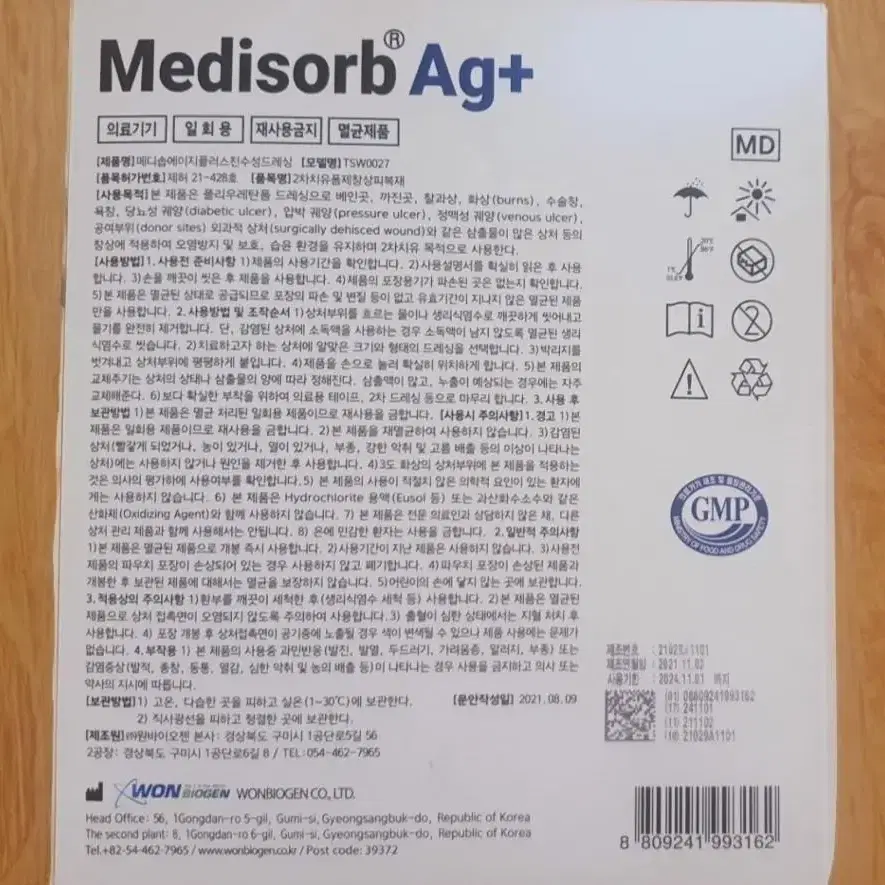 Medisorb® Ag+
의료기기 일회용 재사용금지 멸균제품
MD
[제품명]메디솝에이지플러스친수성드레싱 [모델명]TSW0027
[품목허가번호]제허 21-428호 [품목명]2차치유폼제창상피복재
[사용목적]본 제품은 폴리우레탄폼 드레싱으로 베인곳, 까진곳, 찰과상, 화상(burns), 수술창,
욕창, 당뇨성 궤양(diabetic ulcer), 압박 궤양(pressure ulcer), 정맥성 궤양(venous ulcer),
공여부위(donor sites) 외과적 상처(surgically dehisced wound)와 같은 삼출물이 많은 상처 등의
창상에 적용하여 오염방지 및 보호, 습윤 환경을 유지하며 2차치유 목적으로 사용한다.
[사용방법]1. 사용전 준비사항 1)제품의 사용기간을 확인합니다. 2)사용설명서를 확실히 읽은 후 사용
합니다. 3)손을 깨끗이 씻은 후 제품을 사용합니다. 4)제품의 포장용기가 파손된 곳은 없는지 확인합니다.
5)본 제품은 멸균된 상태로 공급되므로 포장의 파손 및 변질 등이 없고 유효기간이 지나지 않은 멸균된 제품
만을 사용합니다. 2. 사용방법 및 조작순서 1)상처부위를 흐르는 물이나 생리식염수로 깨끗하게 씻어내고
물기를 완전히 제거합니다. 단, 감염된 상처에 소독액을 사용하는 경우 소독액이 남지 않도록 멸균된 생리
식염수로 씻습니다. 2)치료하고자 하는 상처에 알맞은 크기와 형태의 드레싱을 선택합니다. 3)박리지를
벗겨내고 상처부위에 평평하게 붙입니다. 4)제품을 손으로 눌러 확실히 위치하게 합니다. 5)본 제품의
교체주기는 상처의 상태나 삼출물의 양에 따라 정해진다. 삼출액이 많고, 누출이 예상되는 경우에는 자주
교체해준다. 6)보다 확실한 부착을 위하여 의료용 테이프, 2차 드레싱 등으로 마무리 합니다. 3. 사용 후
보관방법 1)본 제품은 멸균 처리된 일회용 제품이므로 재사용을 금합니다. [사용시 주의사항]1. 경고 1)본
제품은 일회용 제품이므로 재사용을 금합니다. 2)본 제품을 재멸균하여 사용하지 않습니다. 3)감염된
상처(빨갛게 되었거나, 농이 있거나, 열이 있거나, 부종, 강한 악취 및 고름 배출 등의 이상이 나타나는
상처)에는 사용하지 않거나 원인을 제거한 후 사용합니다. 4)3도 화상의 상처부위에 본 제품을 적용하는
것은 의사의 평가하에 사용여부를 확인합니다. 5) 본 제품의 사용이 적절치 않은 의학적 요인이 있는 환자에
게는 사용하지 않습니다. 6) 본 제품은 Hydrochlorite 용액(Eusol 등) 또는 과산화수소수와 같은
산화제(Oxidizing Agent)와 함께 사용하지 않습니다. 7) 본 제품은 전문 의료인과 상담하지 않은 채, 다른
상처 관리 제품과 함께 사용해서는 안됩니다. 8) 은에 민감한 환자는 사용을 금합니다. 2.일반적 주의사항
1)본 제품은 멸균된 제품으로 개봉 즉시 사용합니다. 2)사용기간이 지난 제품은 사용하지 않습니다. 3)사용전
제품의 파우치 포장이 손상되어 있는 경우 사용하지 않고 폐기합니다. 4)파우치 포장이 손상된 제품과
개봉한 후 보관된 제품에 대해서는 멸균을 보장하지 않습니다. 5)어린이의 손에 닿지 않는 곳에 보관합니다.
3. 적용상의 주의사항 1)환부를 깨끗이 세척한 후(생리식염수 세척 등) 사용합니다. 2)본 제품은 멸균된
제품으로 상처 접촉면이 오염되지 않도록 주의하여 사용합니다. 3) 출혈이 심한 상태에서는 지혈 처치 후
사용합니다. 4) 포장 개봉 후 상처접촉면이 공기중에 노출될 경우 색이 변색될 수 있으나 제품 사용에는 문제가
없습니다. 4. 부작용 1) 본 제품의 사용중 과민반응(발진, 발열, 두드러기, 가려움증, 알러지, 부종) 또는
감염증상(발적, 종창, 동통, 열감, 심한 악취 및 농의 배출 등)이 나타나는 경우 사용을 금지하고 의사 또는
약사의 지시에 따릅니다.
[보관방법]1) 고온, 다습한 곳을 피하고 실온(1~30℃)에 보관한다. [문안작성일] 2021. 08. 09
2) 직사광선을 피하고 청결한 곳에 보관한다.
[제조원]㈜원바이오젠 본사: 경상북도 구미시 1공단로5길 56
2공장: 경상북도 구미시 1공단로6길 8 / TEL:054-462-7965
의료기기 제조 및 품질관리기준
GMP
MINISTRY OF FOOD AND DRUG SAFETY
제조번호 : 21029A1101
제조연월일 : 2021.11.02
사용기한 : 2024.11.01 까지
(01) 08809241993162
(17) 241101
(11) 211102
(10) 21029A1101
WON BIOGEN WONBIOGEN CO., LTD.
Head Office : 56, 1Gongdan-ro 5-gil, Gumi-si, Gyeongsangbuk-do, Republic of Korea
The second plant : 8, 1Gongdan-ro 6-gil, Gumi-si, Gyeongsangbuk-do, Republic of Korea
Tel.+82-54-462-7965 / www.wonbiogen.co.kr / Post code : 39372
8 809241 993162